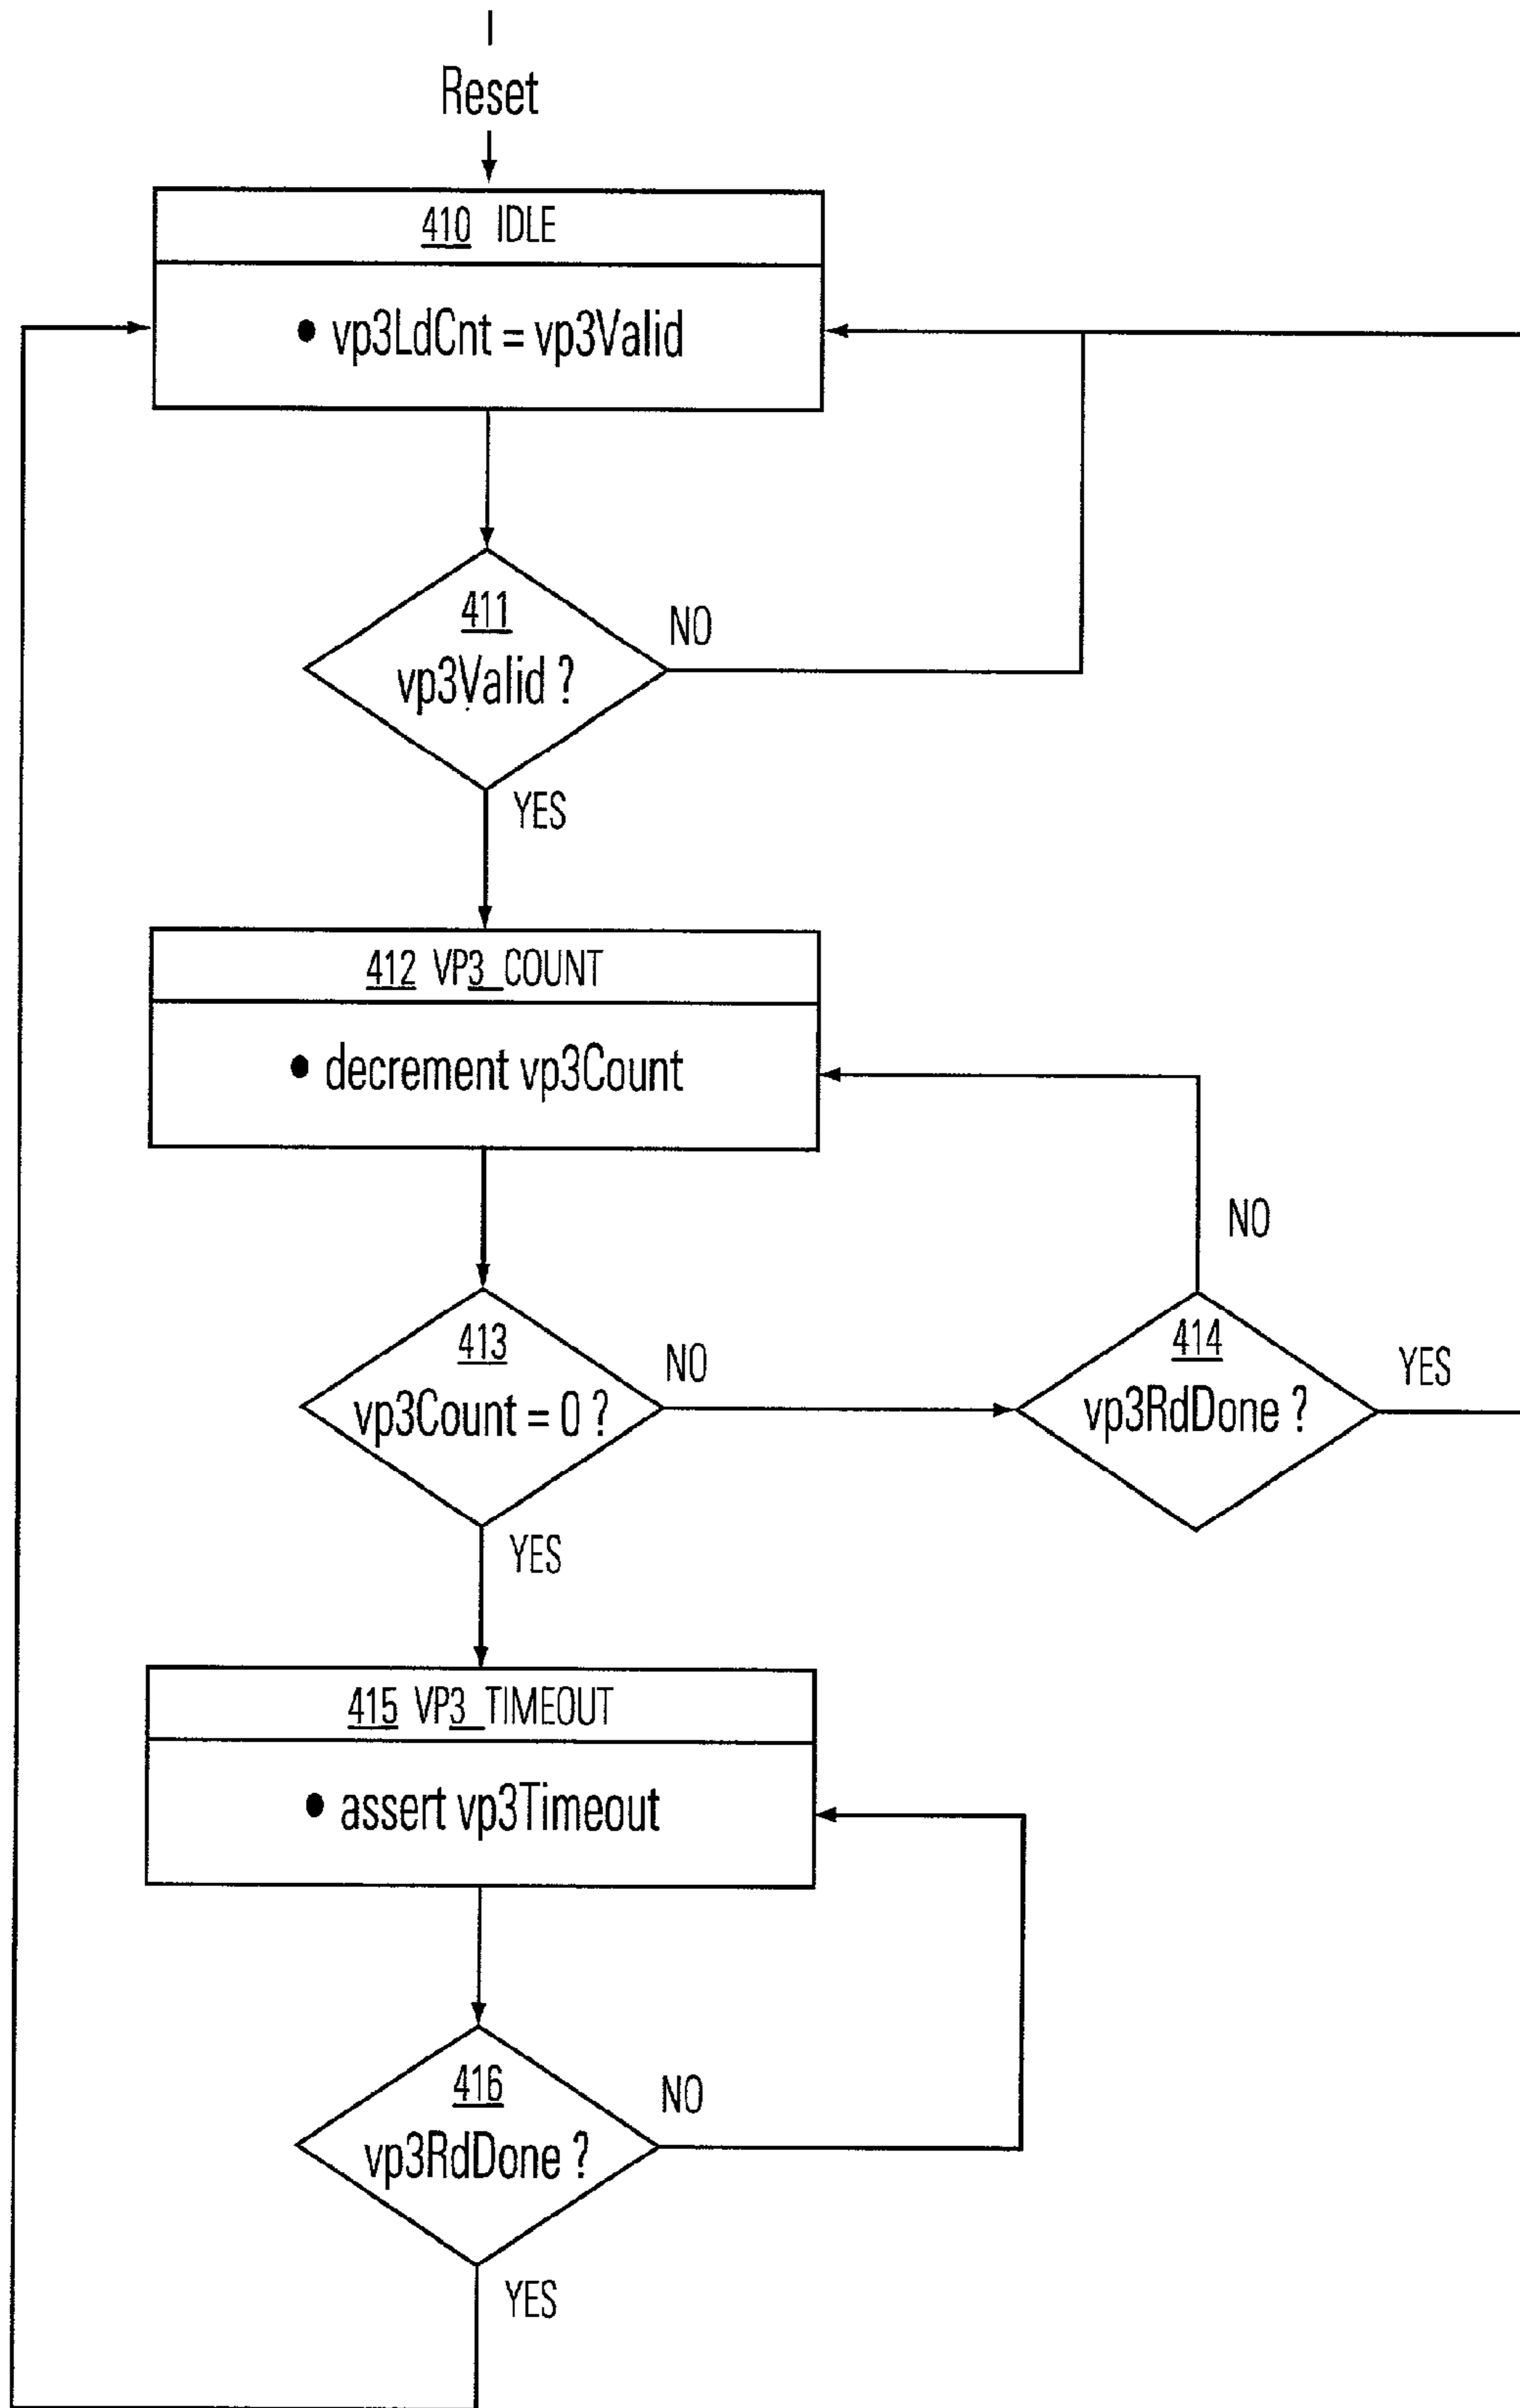 Reset
410 IDLE
• vp3LdCnt = vp3Valid
411
vp3Valid ?
NO
YES
412 VP3_COUNT
• decrement vp3Count
NO
413
vp3Count = 0 ?
NO
414
vp3RdDone ?
YES
YES
415 VP3_TIMEOUT
• assert vp3Timeout
416
vp3RdDone ?
NO
YES